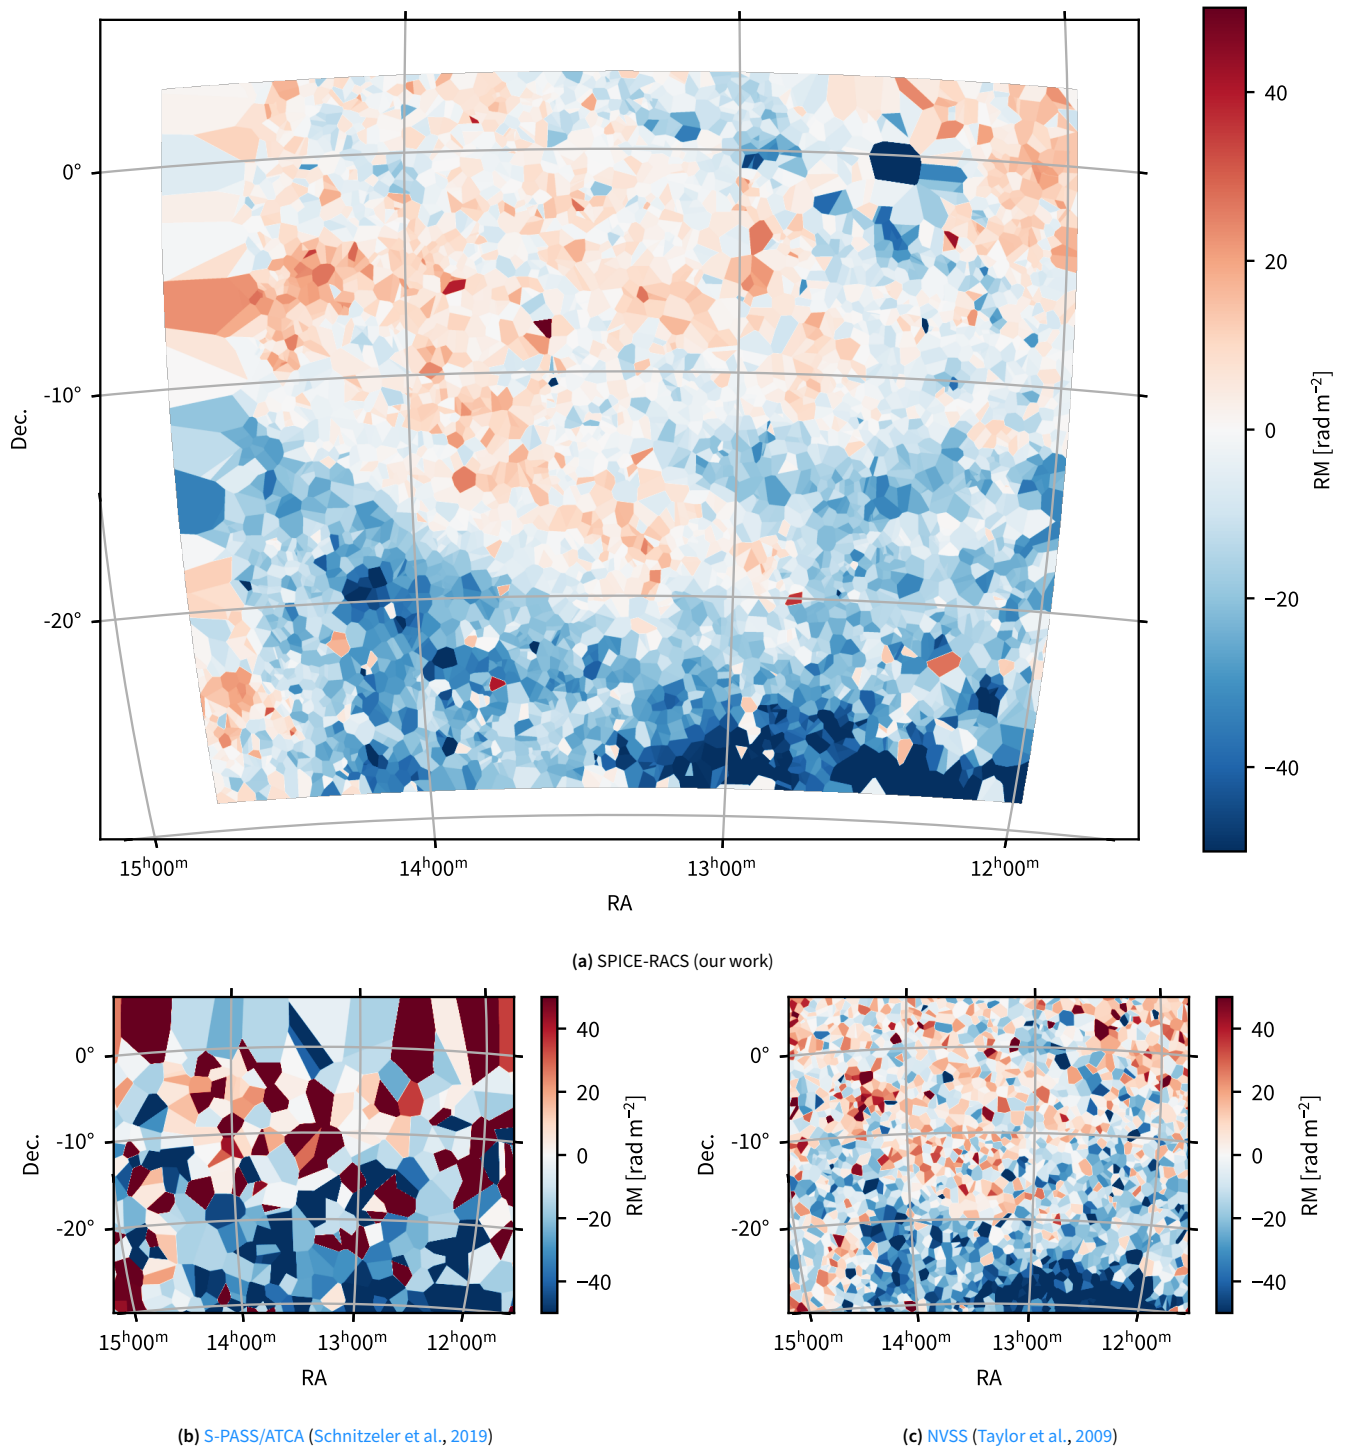 0°
-10°
-20°
Dec.
15ʰ00ᵐ 14ʰ00ᵐ 13ʰ00ᵐ 12ʰ00ᵐ
RA
40
20
0
−20
−40
RM [rad m⁻²]
(a) SPICE-RACS (our work)
0°
-10°
-20°
Dec.
15ʰ00ᵐ 14ʰ00ᵐ 13ʰ00ᵐ 12ʰ00ᵐ
RA
40
20
0
−20
−40
RM [rad m⁻²]
(b) S-PASS/ATCA (Schnitzeler et al., 2019)
0°
-10°
-20°
Dec.
15ʰ00ᵐ 14ʰ00ᵐ 13ʰ00ᵐ 12ʰ00ᵐ
RA
40
20
0
−20
−40
RM [rad m⁻²]
(c) NVSS (Taylor et al., 2009)